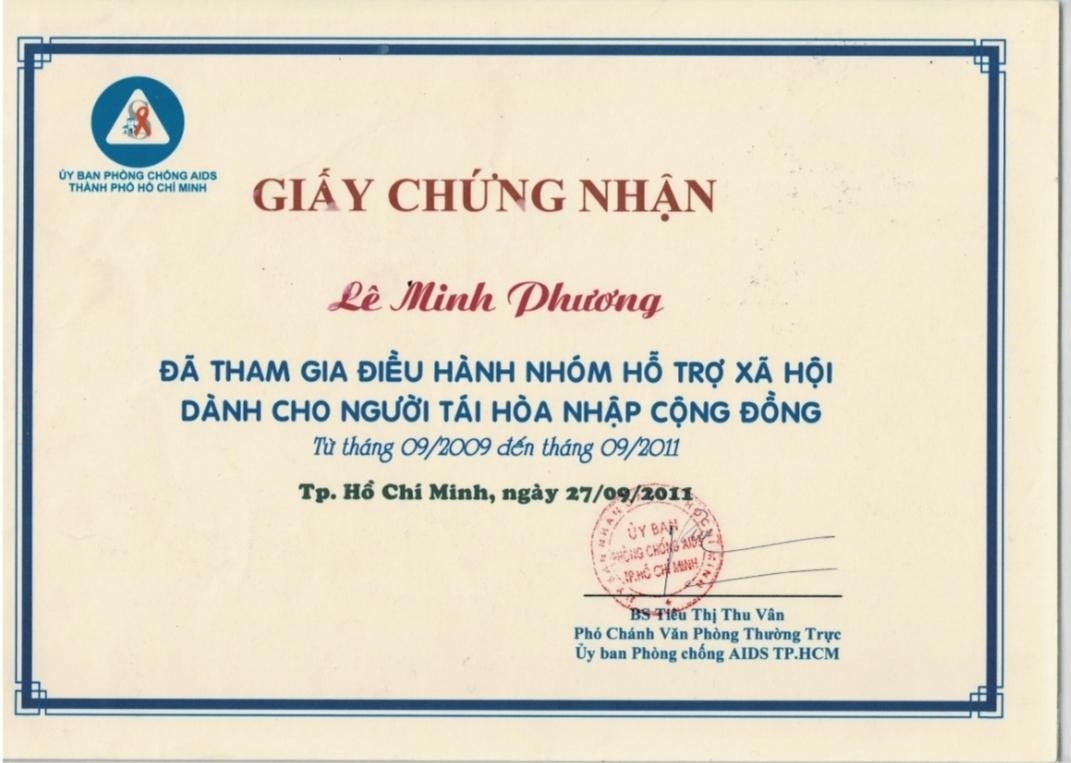 ỦY BAN PHÒNG CHỐNG AIDS
THÀNH PHỐ HỒ CHÍ MINH
GIẤY CHỨNG NHẬN
Lê Minh Phương
ĐÃ THAM GIA ĐIỀU HÀNH NHÓM HỖ TRỢ XÃ HỘI
DÀNH CHO NGƯỜI TÁI HÒA NHẬP CỘNG ĐỒNG
Từ tháng 09/2009 đến tháng 09/2011
Tp. Hồ Chí Minh, ngày 27/09/2011
ỦY BAN
PHÒNG CHỐNG AIDS
TP.HỒ CHÍ MINH
BS Tiêu Thị Thu Vân
Phó Chánh Văn Phòng Thường Trực
Ủy ban Phòng chống AIDS TP.HCM